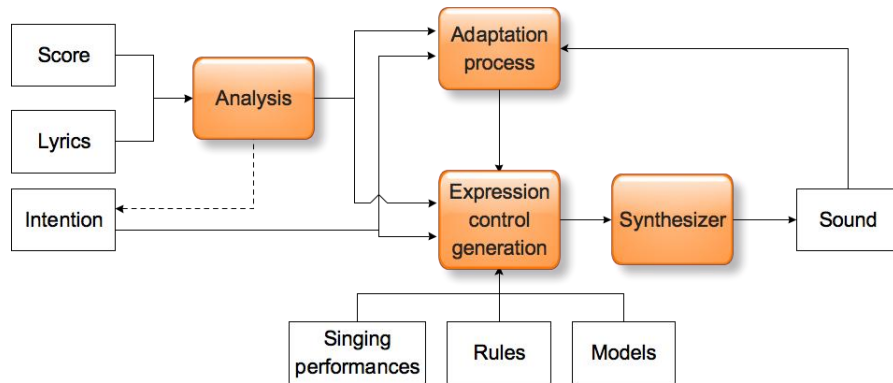 Score
Lyrics
Intention
Analysis
Adaptation
process
Expression
control
generation
Synthesizer
Sound
Singing
performances
Rules
Models